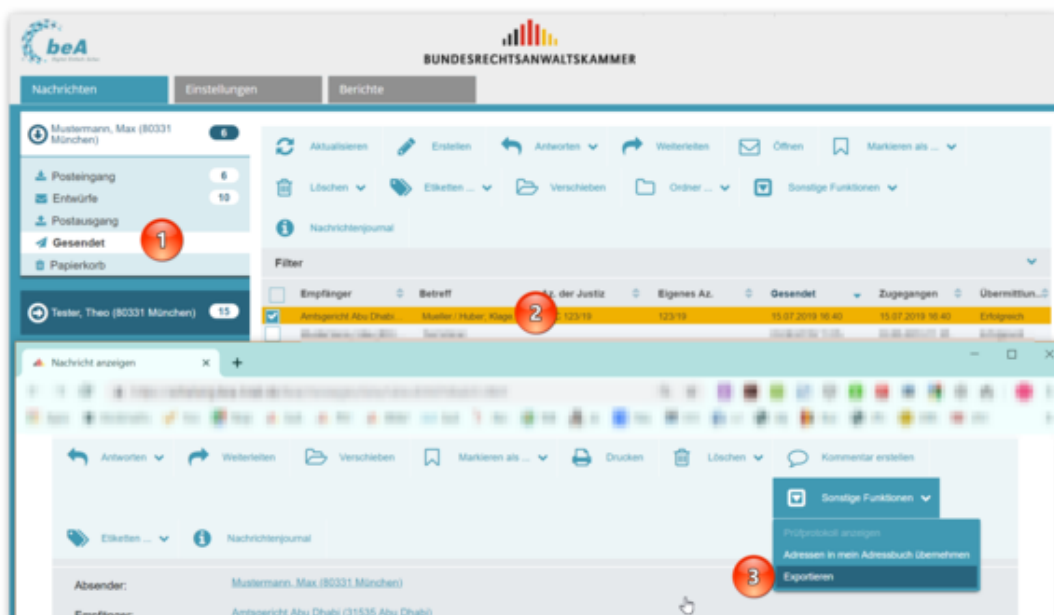 beA
BUNDESRECHTSANWALTSKAMMER
Nachrichten Einstellungen Berichte
Mustermann, Max (80331 München) 6
Posteingang 6
Entwürfe 10
Postausgang
Gesendet
1
Papierkorb
Tester, Theo (80331 München) 15
Aktualisieren Erstellen Antworten Weiterleiten Öffnen Markieren als ...
Löschen Etiketten ... Verschieben Ordner ... Sonstige Funktionen
Nachrichtenjournal
Filter
Empfänger Betreff Az. der Justiz Eigenes Az. Gesendet Zugegangen Übermittlun...
Amtsgericht Abu Dhabi... Mueller / Huber, Klage 2 C 123/19 123/19 15.07.2019 16:40 15.07.2019 16:40 Erfolgreich
Nachricht anzeigen
Antworten Weiterleiten Verschieben Markieren als ... Drucken Löschen Kommentar erstellen
Sonstige Funktionen
Etiketten ... Nachrichtenjournal
Prüfprotokoll anzeigen
Adressen in mein Adressbuch übernehmen
3 Exportieren
Absender: Mustermann, Max (80331 München)
Empfänger: Amtsgericht Abu Dhabi (31535 Abu Dhabi)